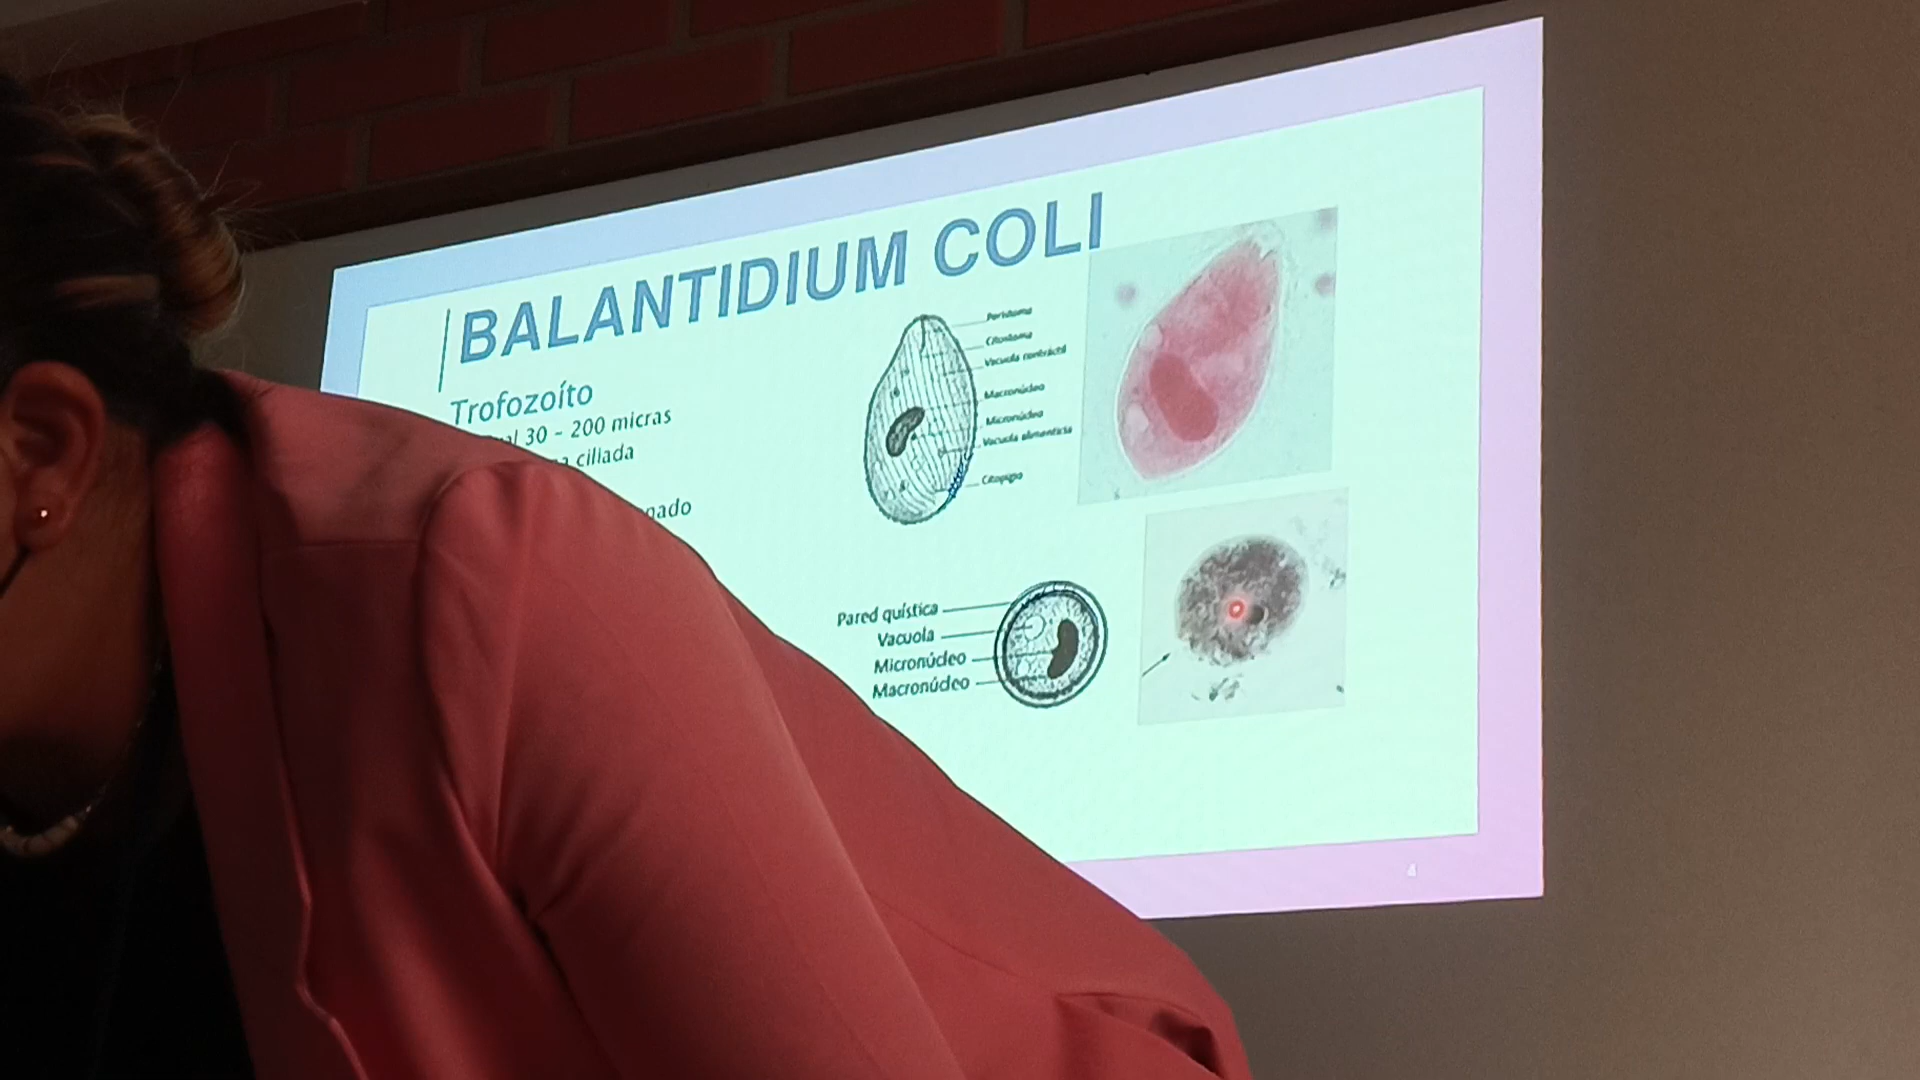 BALANTIDIUM COLI
Trofozoíto
30 - 200 micras
ciliada
Peristoma
Citostoma
Vacuola contráctil
Macronúcleo
Micronúcleo
Vacuola alimenticia
Citopigio
Pared quística
Vacuola
Micronúcleo
Macronúcleo
4